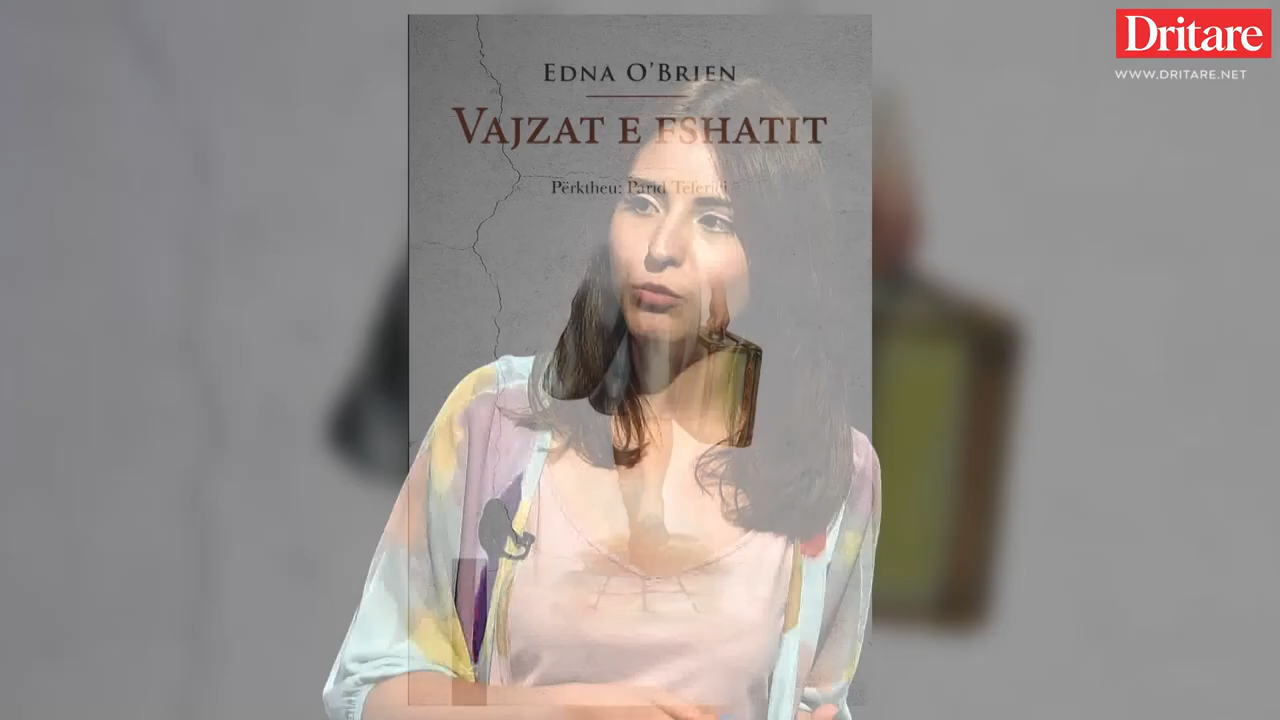 Dritare
WWW.DRITARE.NET
EDNA O'BRIEN
VAJZAT E FSHATIT
Përktheu: Parid Teferiçi